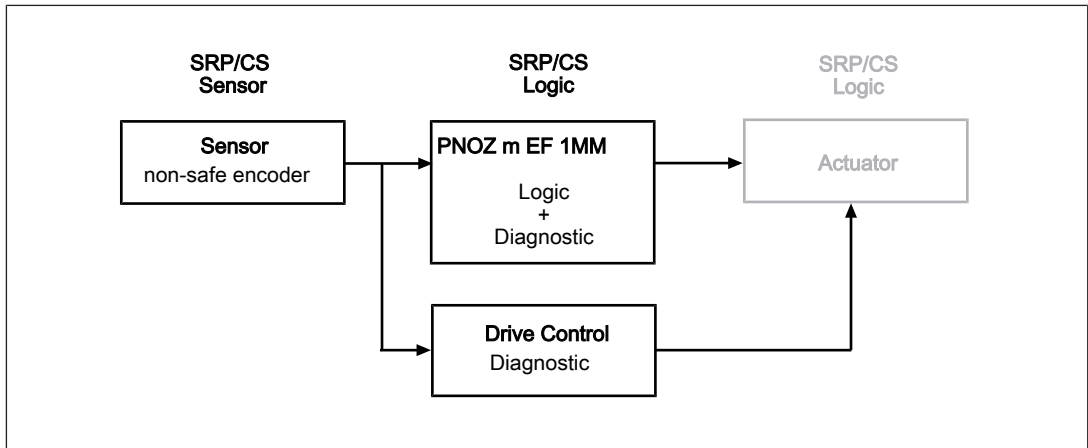 SRP/CS
Sensor
SRP/CS
Logic
SRP/CS
Logic
Sensor
non-safe encoder
PNOZ m EF 1MM
Logic
+
Diagnostic
Actuator
Drive Control
Diagnostic